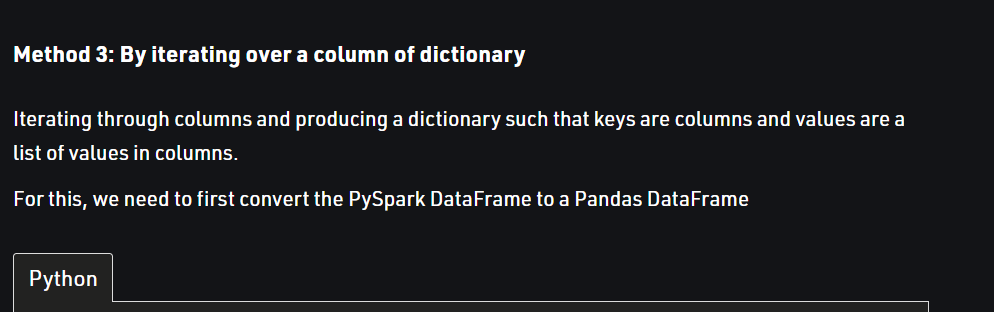 Method 3: By iterating over a column of dictionary
Iterating through columns and producing a dictionary such that keys are columns and values are a
list of values in columns.
For this, we need to first convert the PySpark DataFrame to a Pandas DataFrame
Python